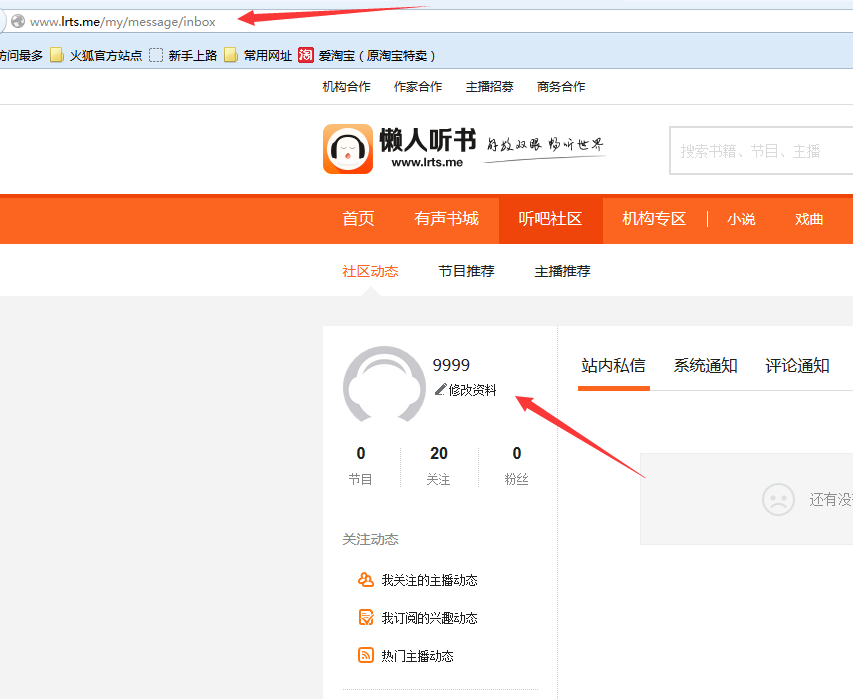 www.lrts.me/my/message/inbox
访问最多 火狐官方站点 新手上路 常用网址 淘 爱淘宝（原淘宝特卖）
机构合作 作家合作 主播招募 商务合作
懒人听书 www.lrts.me 释放双眼 畅听世界
搜索书籍、节目、主播
首页 有声书城 听吧社区 机构专区 小说 戏曲
社区动态 节目推荐 主播推荐
9999
修改资料
站内私信 系统通知 评论通知
0 20 0
节目 关注 粉丝
还有没
关注动态
我关注的主播动态
我订阅的兴趣动态
热门主播动态